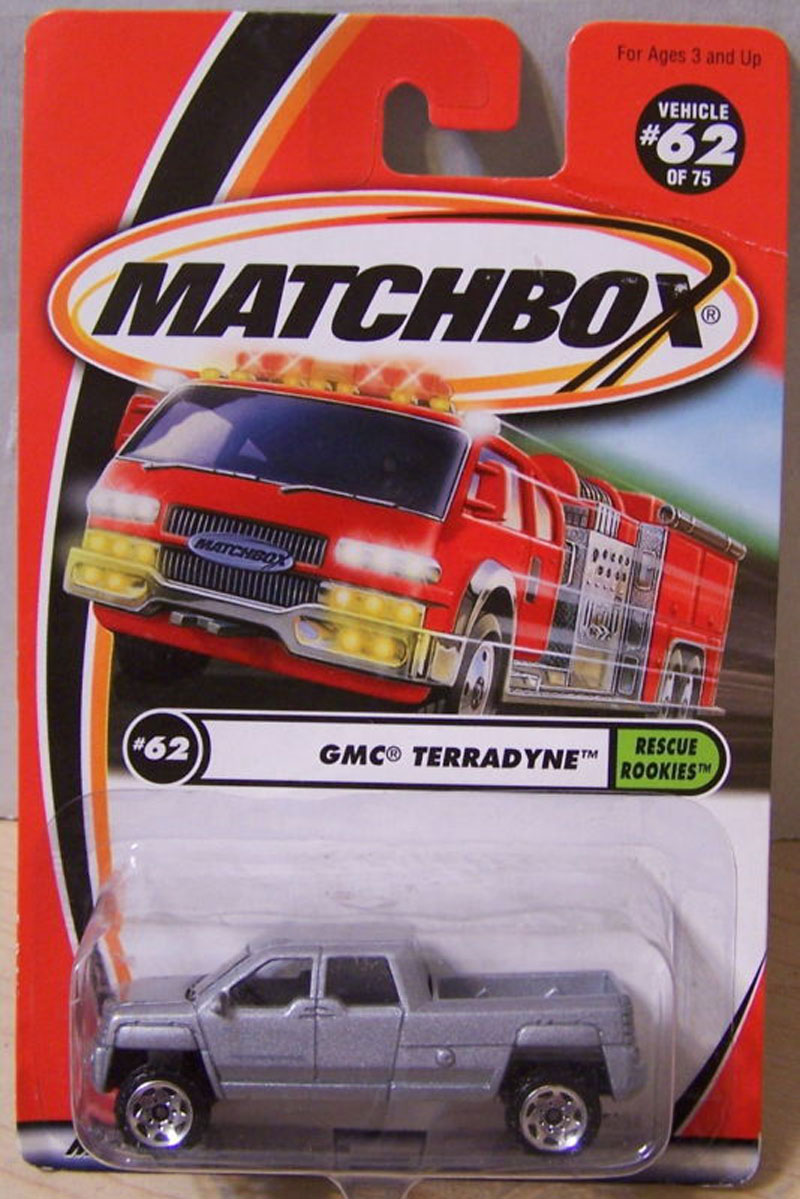 For Ages 3 and Up
VEHICLE
#62
OF 75
MATCHBOX®
MATCHBOX
#62
GMC® TERRADYNE™
RESCUE
ROOKIES™